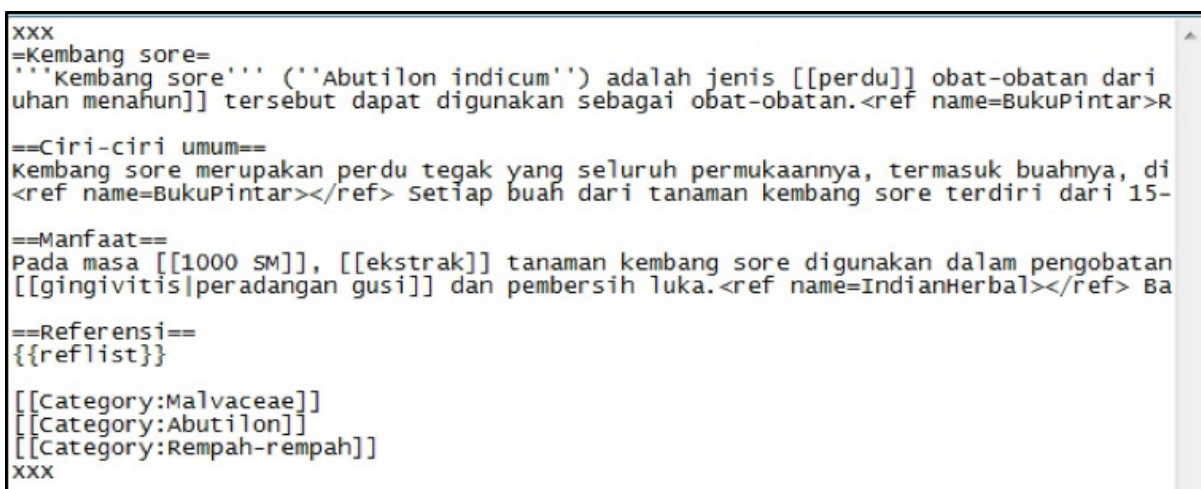 xxx
=Kembang sore=
'''Kembang sore''' (''Abutilon indicum'') adalah jenis [[perdu]] obat-obatan dari
uhan menahun]] tersebut dapat digunakan sebagai obat-obatan.<ref name=BukuPintar>R
==Ciri-ciri umum==
Kembang sore merupakan perdu tegak yang seluruh permukaannya, termasuk buahnya, di
<ref name=BukuPintar></ref> Setiap buah dari tanaman kembang sore terdiri dari 15-
==Manfaat==
Pada masa [[1000 SM]], [[ekstrak]] tanaman kembang sore digunakan dalam pengobatan
[[gingivitis|peradangan gusi]] dan pembersih luka.<ref name=IndianHerbal></ref> Ba
==Referensi==
{{reflist}}
[[Category:Malvaceae]]
[[Category:Abutilon]]
[[Category:Rempah-rempah]]
xxx